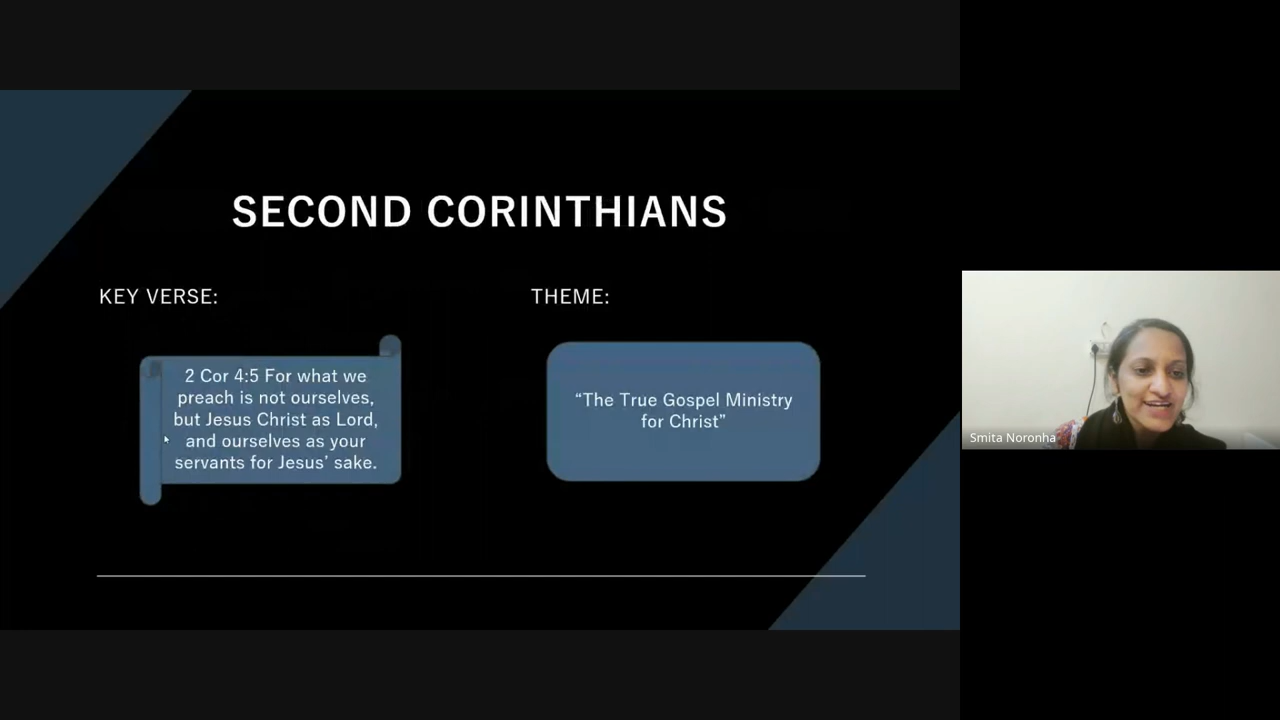 SECOND CORINTHIANS
KEY VERSE:
2 Cor 4:5 For what we
preach is not ourselves,
but Jesus Christ as Lord,
and ourselves as your
servants for Jesus’ sake.
THEME:
“The True Gospel Ministry
for Christ”
Smita Noronha